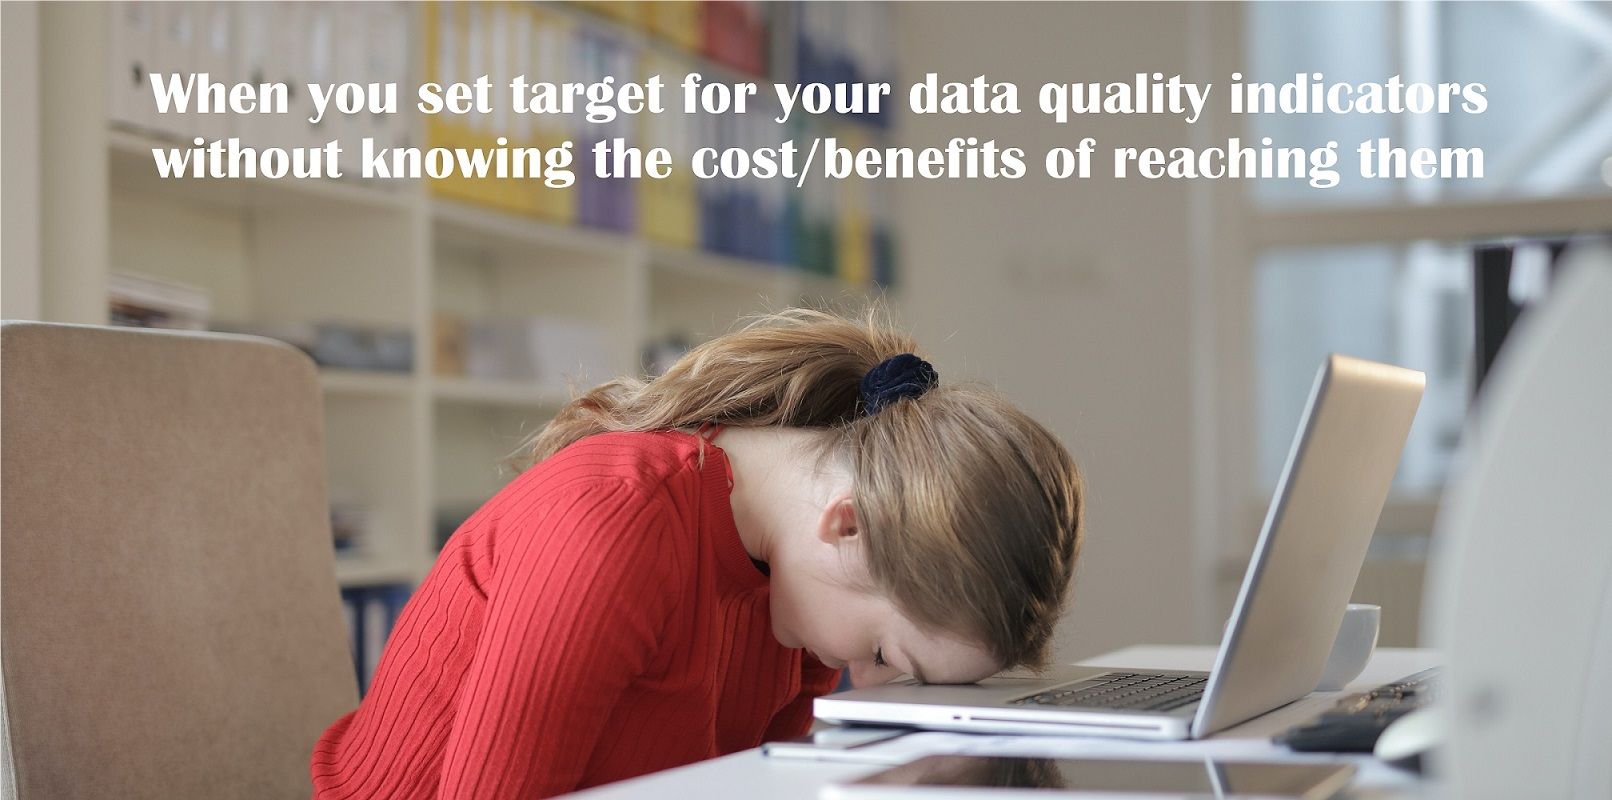 When you set target for your data quality indicators
without knowing the cost/benefits of reaching them